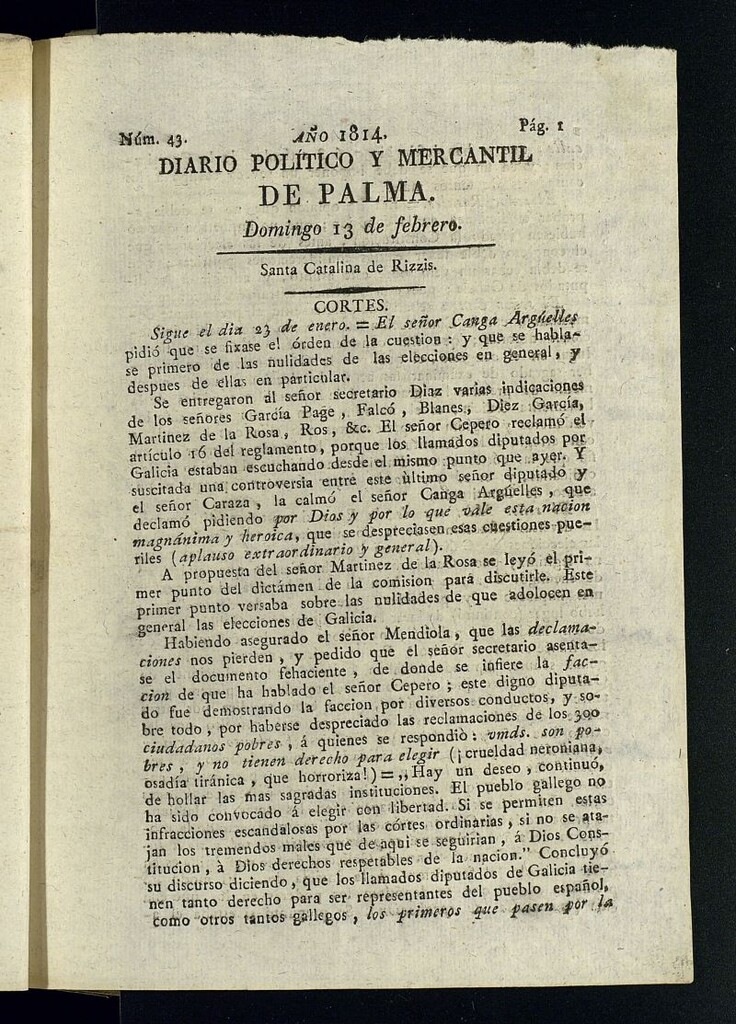 Núm. 43. AÑO 1814. Pág. 1
DIARIO POLÍTICO Y MERCANTIL
DE PALMA.
Domingo 13 de febrero.
Santa Catalina de Rizzis.
CORTES.
Sigue el dia 23 de enero. = El señor Canga Argüelles
pidió que se fixase el órden de la cuestion: y que se habla-
se primero de las nulidades de las elecciones en general, y
despues de ellas en particular.
Se entregaron al señor secretario Diaz varias indicaciones
de los señores García Page, Falcó, Blanes, Diez García,
Martinez de la Rosa, Ros, &c. El señor Cepero reclamó el
artículo 16 del reglamento, porque los llamados diputados por
Galicia estaban escuchando desde el mismo punto que ayer. Y
suscitada una controversia entre este último señor diputado y
el señor Caraza, la calmó el señor Canga Argüelles, que
declamó pidiendo por Dios y por lo que vale esta nacion
magnánima y heroica, que se despreciasen esas cuestiones pue-
riles (aplauso extraordinario y general).
A propuesta del señor Martinez de la Rosa se leyó el pri-
mer punto del dictámen de la comision para discutirle. Este
primer punto versaba sobre las nulidades de que adolocen en
general las elecciones de Galicia.
Habiendo asegurado el señor Mendiola, que las declama-
ciones nos pierden, y pedido que el señor secretario asenta-
se el documento fehaciente, de donde se infiere la fac-
cion de que ha hablado el señor Cepero; este digno diputa-
do fue demostrando la faccion por diversos conductos, y so-
bre todo, por haberse despreciado las reclamaciones de los 300
ciudadanos pobres, á quienes se respondió: vmds. son po-
bres, y no tienen derecho para elegir (¡crueldad neroniana,
osadía tiránica, que horroriza!) = ,,Hay un deseo, continuó,
de hollar las mas sagradas instituciones. El pueblo gallego no
ha sido convocado á elegir con libertad. Si se permiten estas
infracciones escandalosas por las córtes ordinarias, si no se ata-
jan los tremendos males que de aqui se seguirian, á Dios Cons-
titucion, à Dios derechos respetables de la nacion." Concluyó
su discurso diciendo, que los llamados diputados de Galicia tie-
nen tanto derecho para ser representantes del pueblo español,
como otros tantos gallegos, los primeros que pasen por la